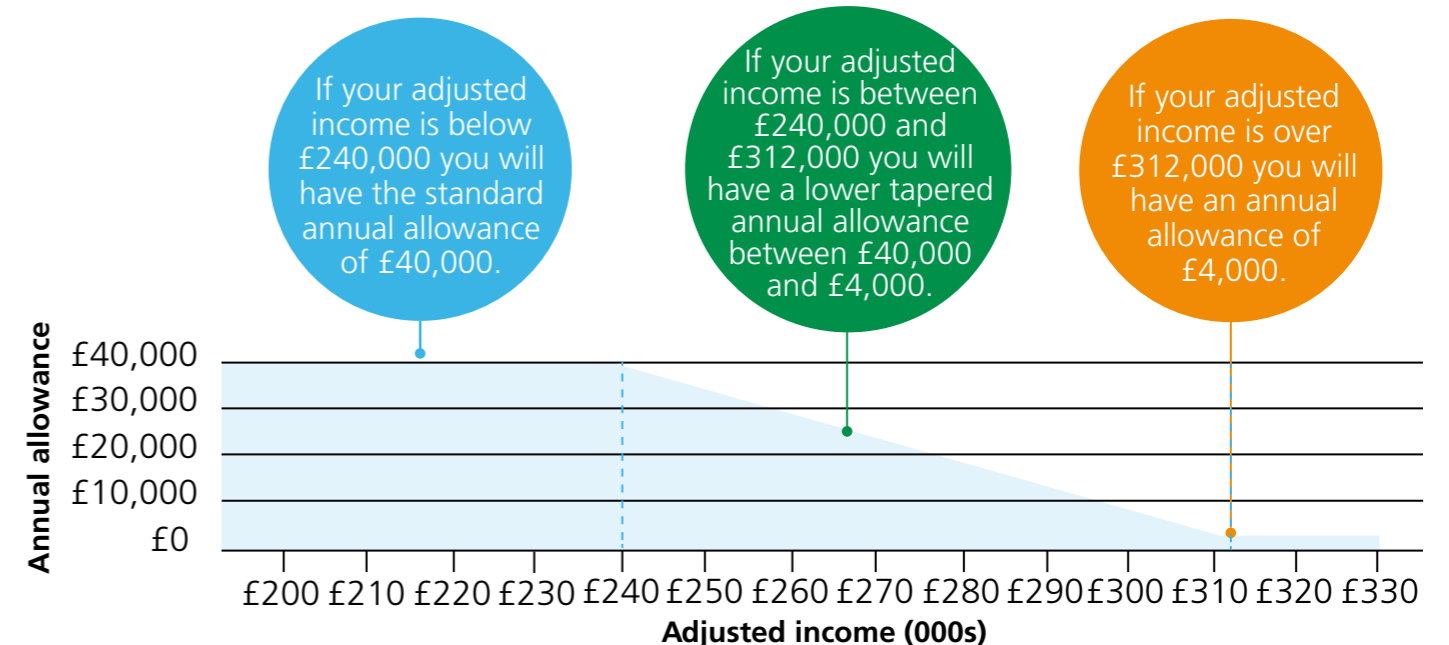 If your adjusted
income is below
£240,000 you will
have the standard
annual allowance
of £40,000.
If your adjusted
income is between
£240,000 and
£312,000 you will
have a lower tapered
annual allowance
between £40,000
and £4,000.
If your adjusted
income is over
£312,000 you will
have an annual
allowance of
£4,000.
Annual allowance
£40,000
£30,000
£20,000
£10,000
£0
£200 £210 £220 £230 £240 £250 £260 £270 £280 £290 £300 £310 £320 £330
Adjusted income (000s)